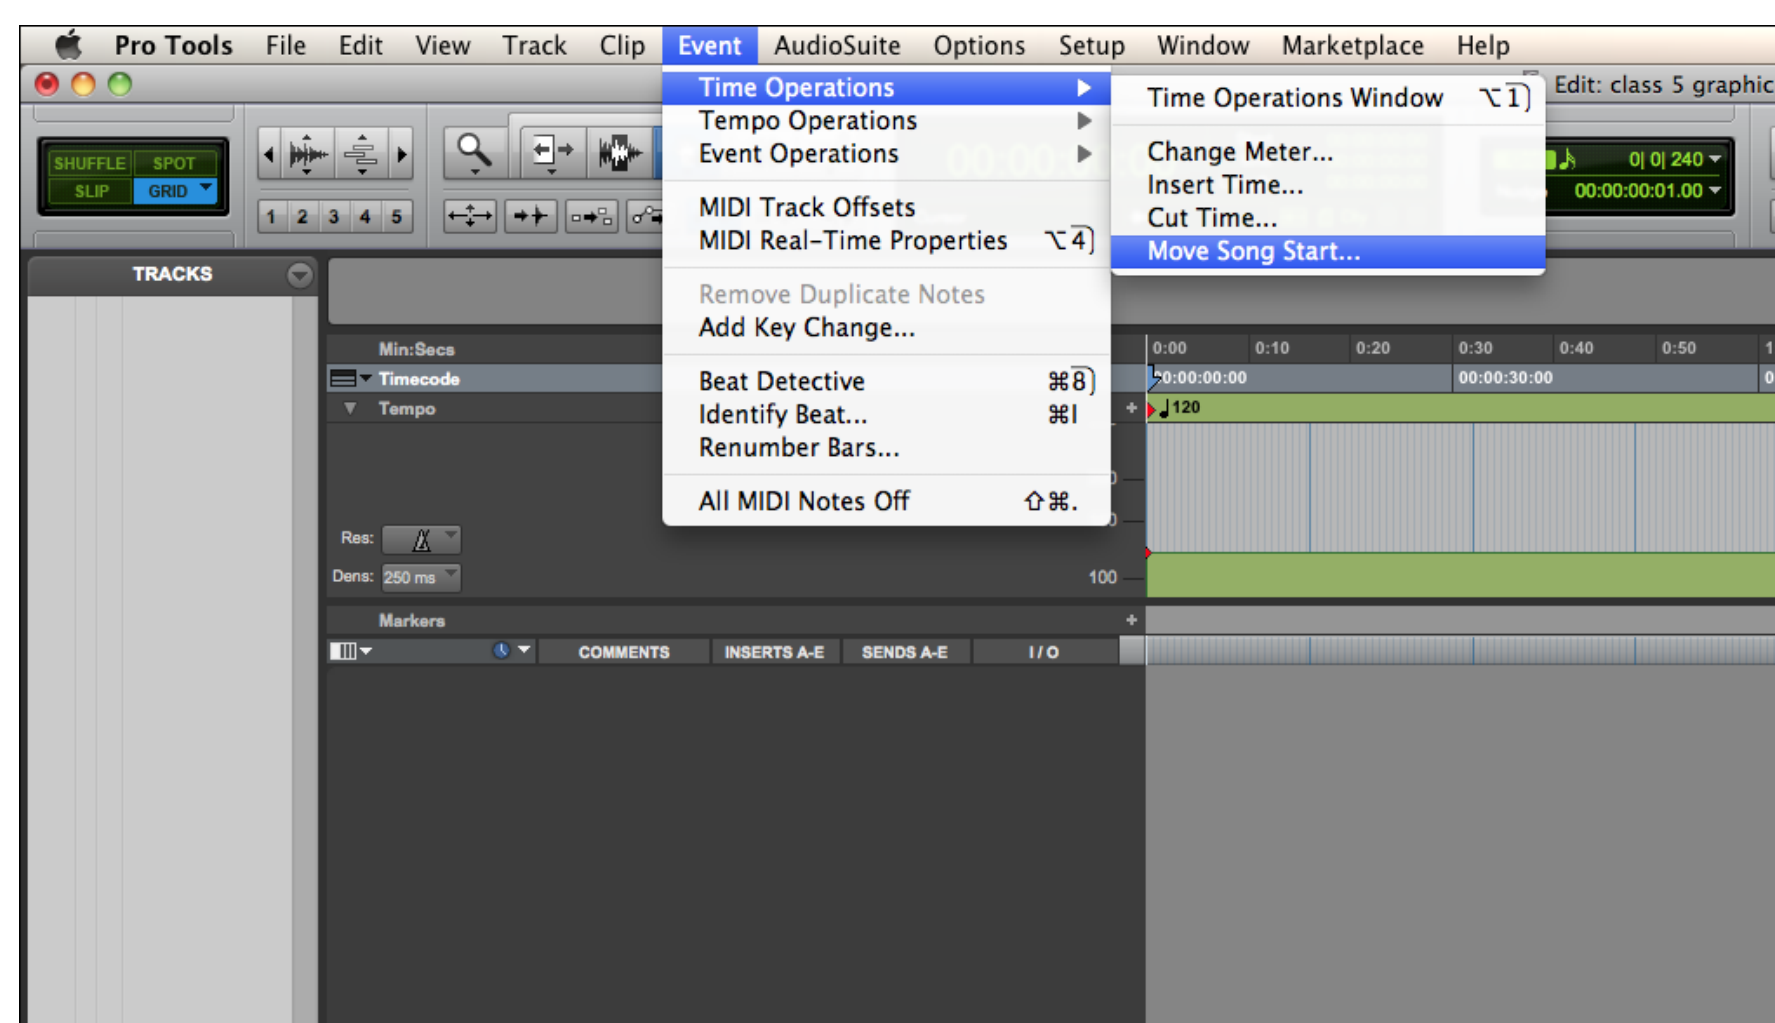 Pro Tools File Edit View Track Clip Event AudioSuite Options Setup Window Marketplace Help
Edit: class 5 graphic
Time Operations
Tempo Operations
Event Operations
MIDI Track Offsets
MIDI Real-Time Properties ⌥4
Remove Duplicate Notes
Add Key Change...
Beat Detective ⌘8
Identify Beat... ⌘I
Renumber Bars...
All MIDI Notes Off ⇧⌘.
Time Operations Window ⌥1
Change Meter...
Insert Time...
Cut Time...
Move Song Start...
SHUFFLE SPOT
SLIP GRID
1 2 3 4 5
0| 0| 240
00:00:00:01.00
TRACKS
Min:Secs 0:00 0:10 0:20 0:30 0:40 0:50 1
Timecode 0:00:00:00 00:00:30:00 0
Tempo + 120
Res:
Dens: 250 ms 100
Markers +
COMMENTS INSERTS A-E SENDS A-E I / O